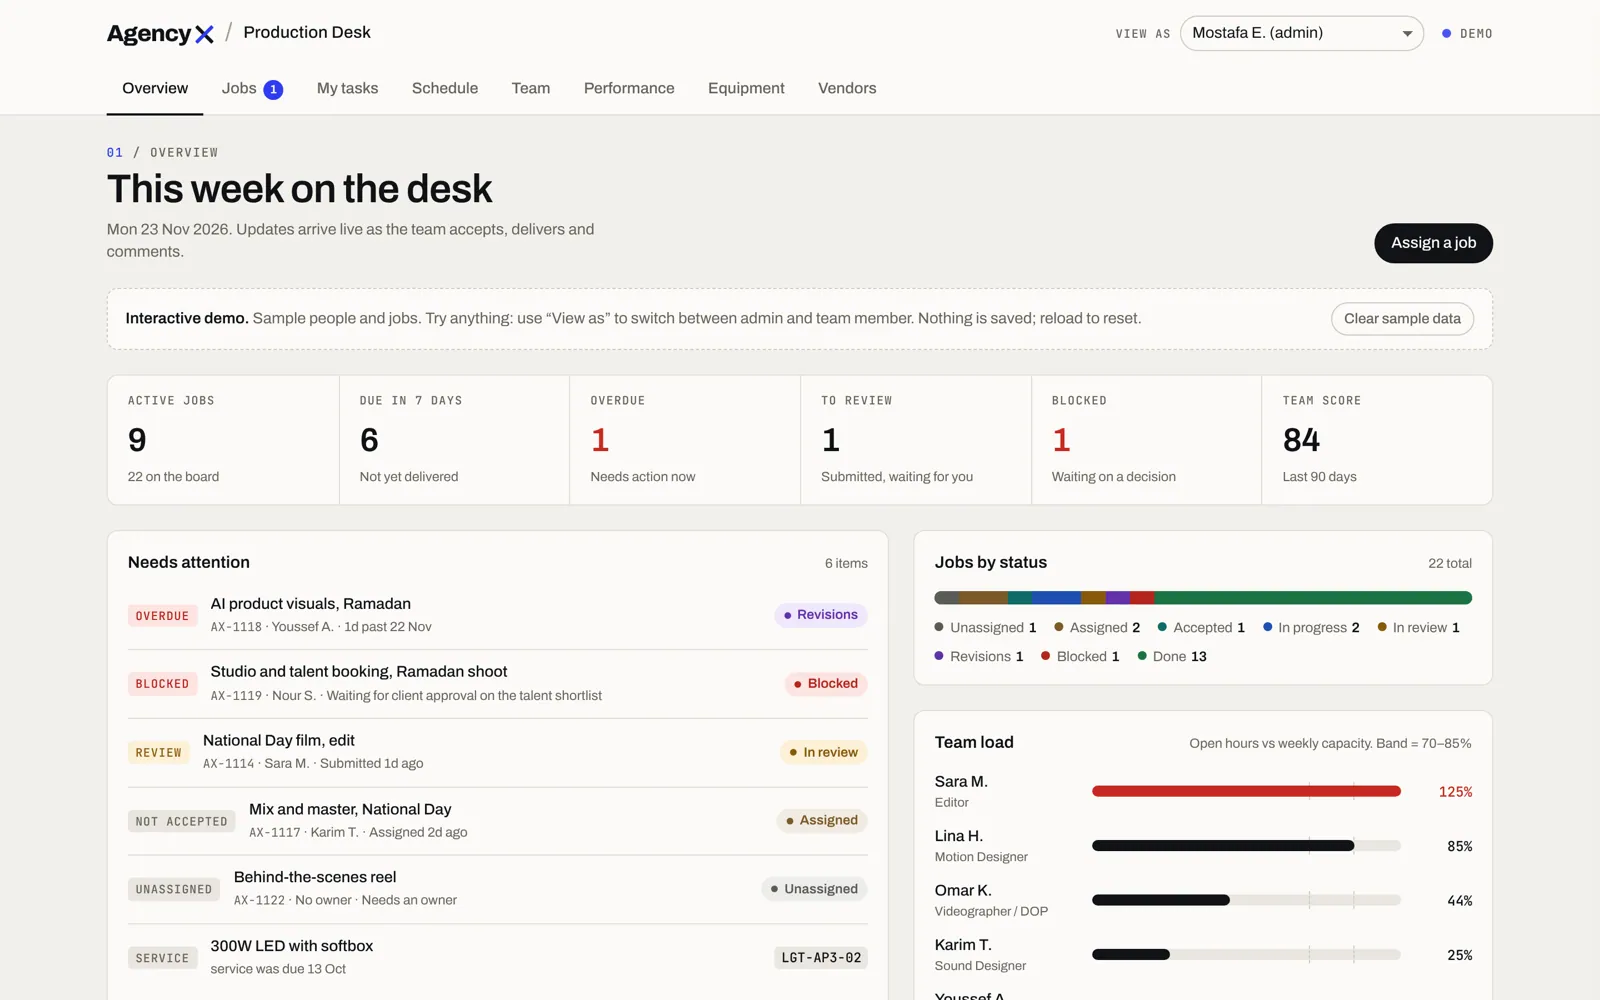 AgencyX / Production Desk
VIEW AS Mostafa E. (admin) DEMO
Overview Jobs 1 My tasks Schedule Team Performance Equipment Vendors
01 / OVERVIEW
This week on the desk
Mon 23 Nov 2026. Updates arrive live as the team accepts, delivers and
comments.
Assign a job
Interactive demo. Sample people and jobs. Try anything: use “View as” to switch between admin and team member. Nothing is saved; reload to reset.
Clear sample data
ACTIVE JOBS
9
22 on the board
DUE IN 7 DAYS
6
Not yet delivered
OVERDUE
1
Needs action now
TO REVIEW
1
Submitted, waiting for you
BLOCKED
1
Waiting on a decision
TEAM SCORE
84
Last 90 days
Needs attention
6 items
OVERDUE
AI product visuals, Ramadan
AX-1118 · Youssef A. · 1d past 22 Nov
Revisions
BLOCKED
Studio and talent booking, Ramadan shoot
AX-1119 · Nour S. · Waiting for client approval on the talent shortlist
Blocked
REVIEW
National Day film, edit
AX-1114 · Sara M. · Submitted 1d ago
In review
NOT ACCEPTED
Mix and master, National Day
AX-1117 · Karim T. · Assigned 2d ago
Assigned
UNASSIGNED
Behind-the-scenes reel
AX-1122 · No owner · Needs an owner
Unassigned
SERVICE
300W LED with softbox
service was due 13 Oct
LGT-AP3-02
Jobs by status
22 total
Unassigned 1 Assigned 2 Accepted 1 In progress 2 In review 1
Revisions 1 Blocked 1 Done 13
Team load
Open hours vs weekly capacity. Band = 70–85%
Sara M.
Editor
125%
Lina H.
Motion Designer
85%
Omar K.
Videographer / DOP
44%
Karim T.
Sound Designer
25%
Youssef A.